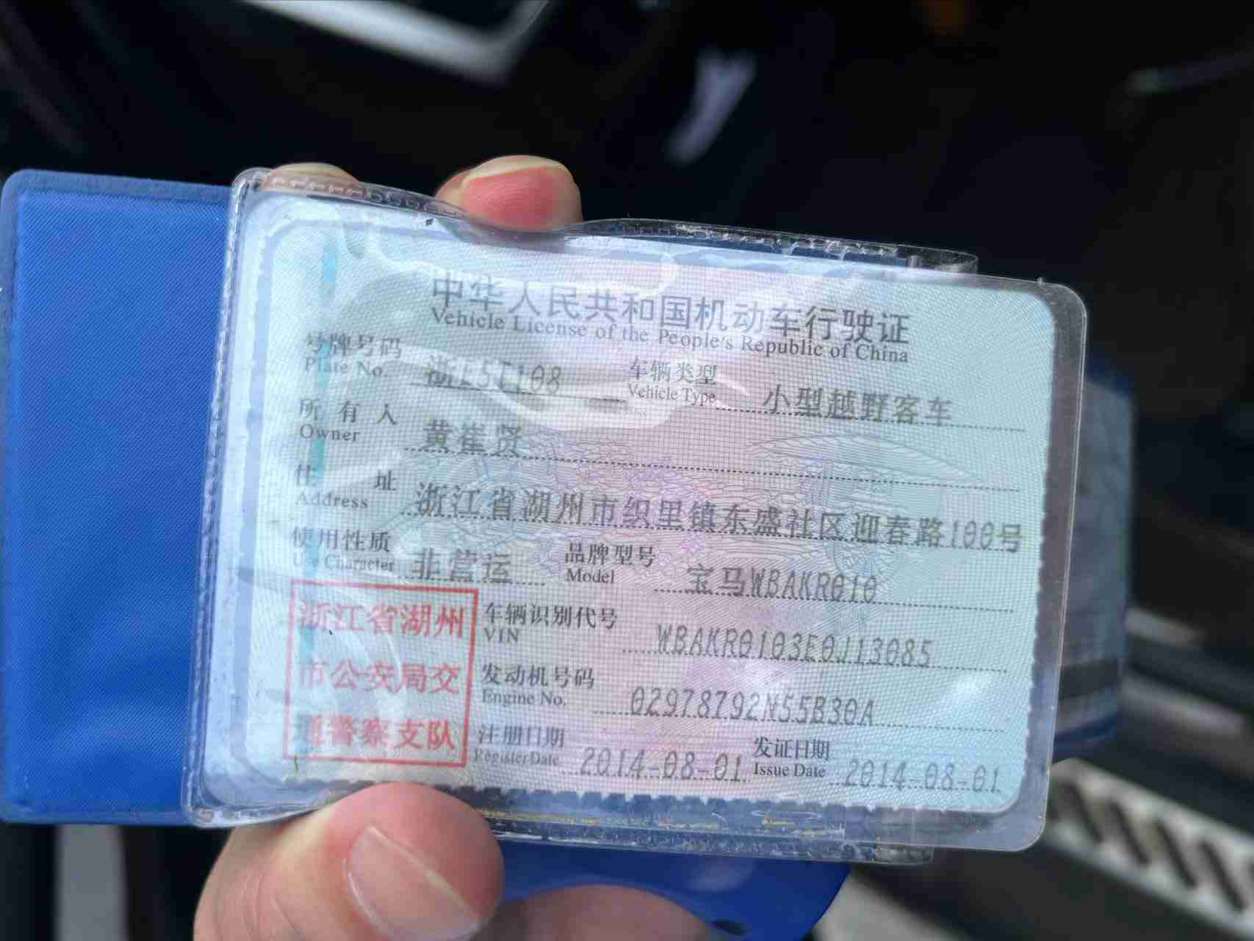 中华人民共和国机动车行驶证
Vehicle License of the People's Republic of China
号牌号码 车辆类型 小型越野客车
Plate No. Vehicle Type
所有人 黄崔贤
Owner
住址 浙江省湖州市织里镇东盛社区迎春路100号
Address
使用性质 非营运 品牌型号 宝马WBAKR010
Use Character Model
车辆识别代号 WBAKR0103E0J13085
VIN
发动机号码 02978792N55B30A
Engine No.
注册日期 2014-08-01 发证日期 2014-08-01
Register Date Issue Date
浙江省湖州
市公安局交
通警察支队